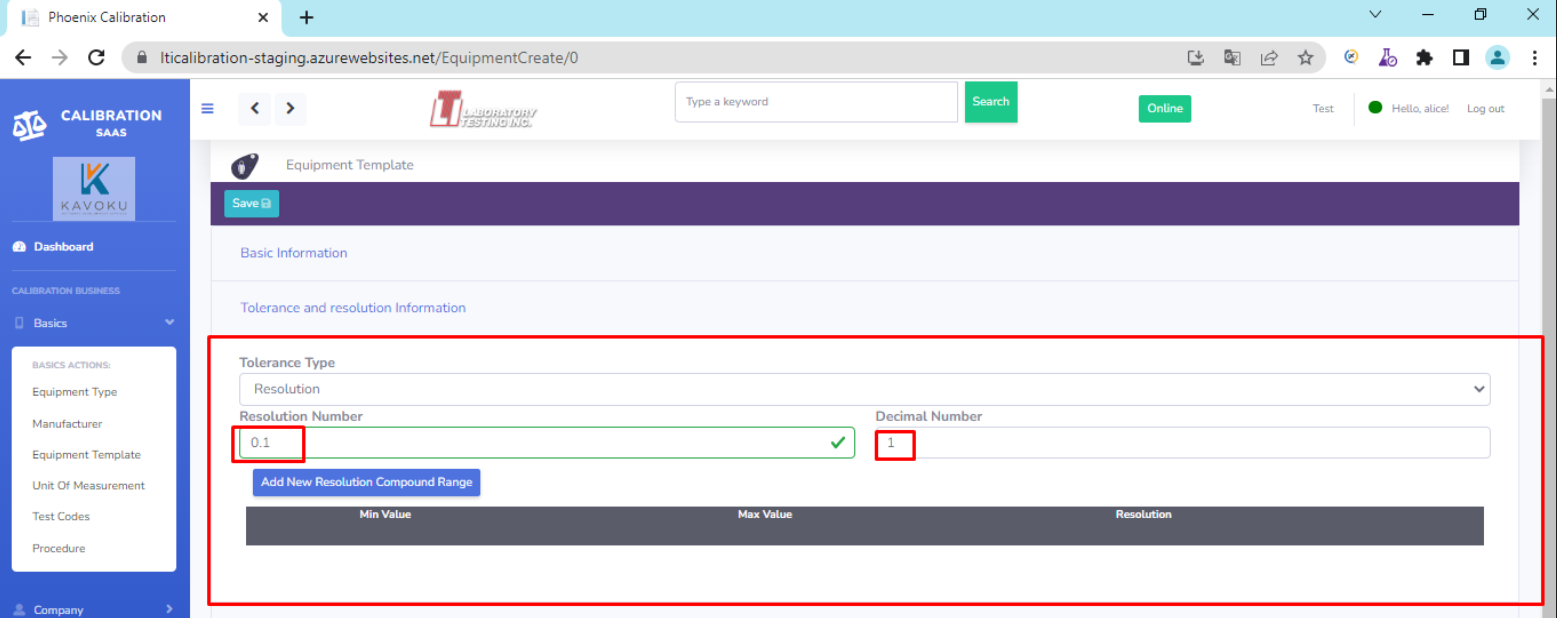 Phoenix Calibration
lticalibration-staging.azurewebsites.net/EquipmentCreate/0
CALIBRATION
SAAS
KAVOKU
Dashboard
CALIBRATION BUSINESS
Basics
BASICS ACTIONS:
Equipment Type
Manufacturer
Equipment Template
Unit Of Measurement
Test Codes
Procedure
Company
LABORATORY
TESTING INC.
Type a keyword
Search
Online
Test
Hello, alice!
Log out
Equipment Template
Save
Basic Information
Tolerance and resolution Information
Tolerance Type
Resolution
Resolution Number
Decimal Number
0.1
1
Add New Resolution Compound Range
Min Value
Max Value
Resolution